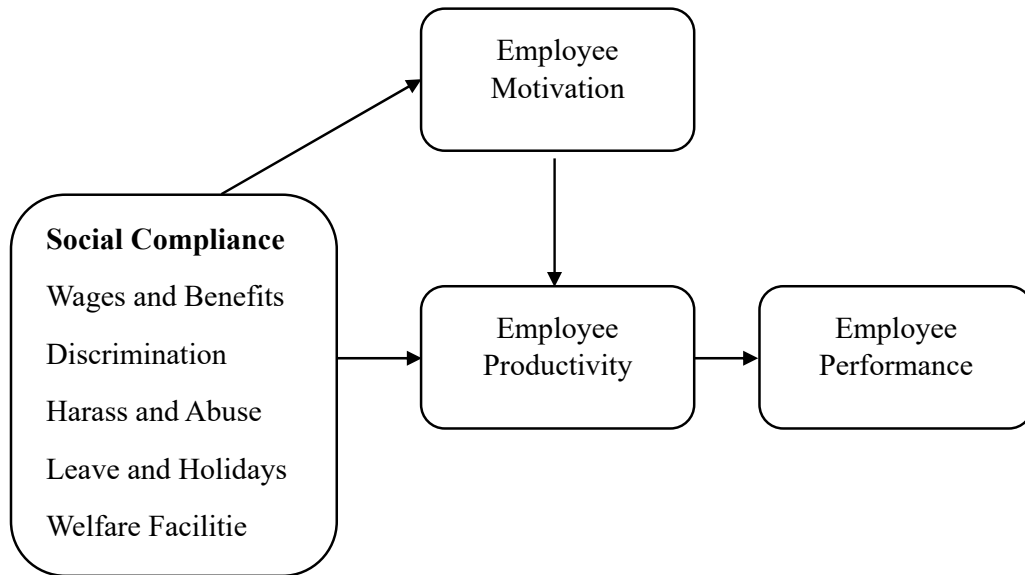 Employee
Motivation
Social Compliance
Wages and Benefits
Discrimination
Harass and Abuse
Leave and Holidays
Welfare Facilitie
Employee
Productivity
Employee
Performance